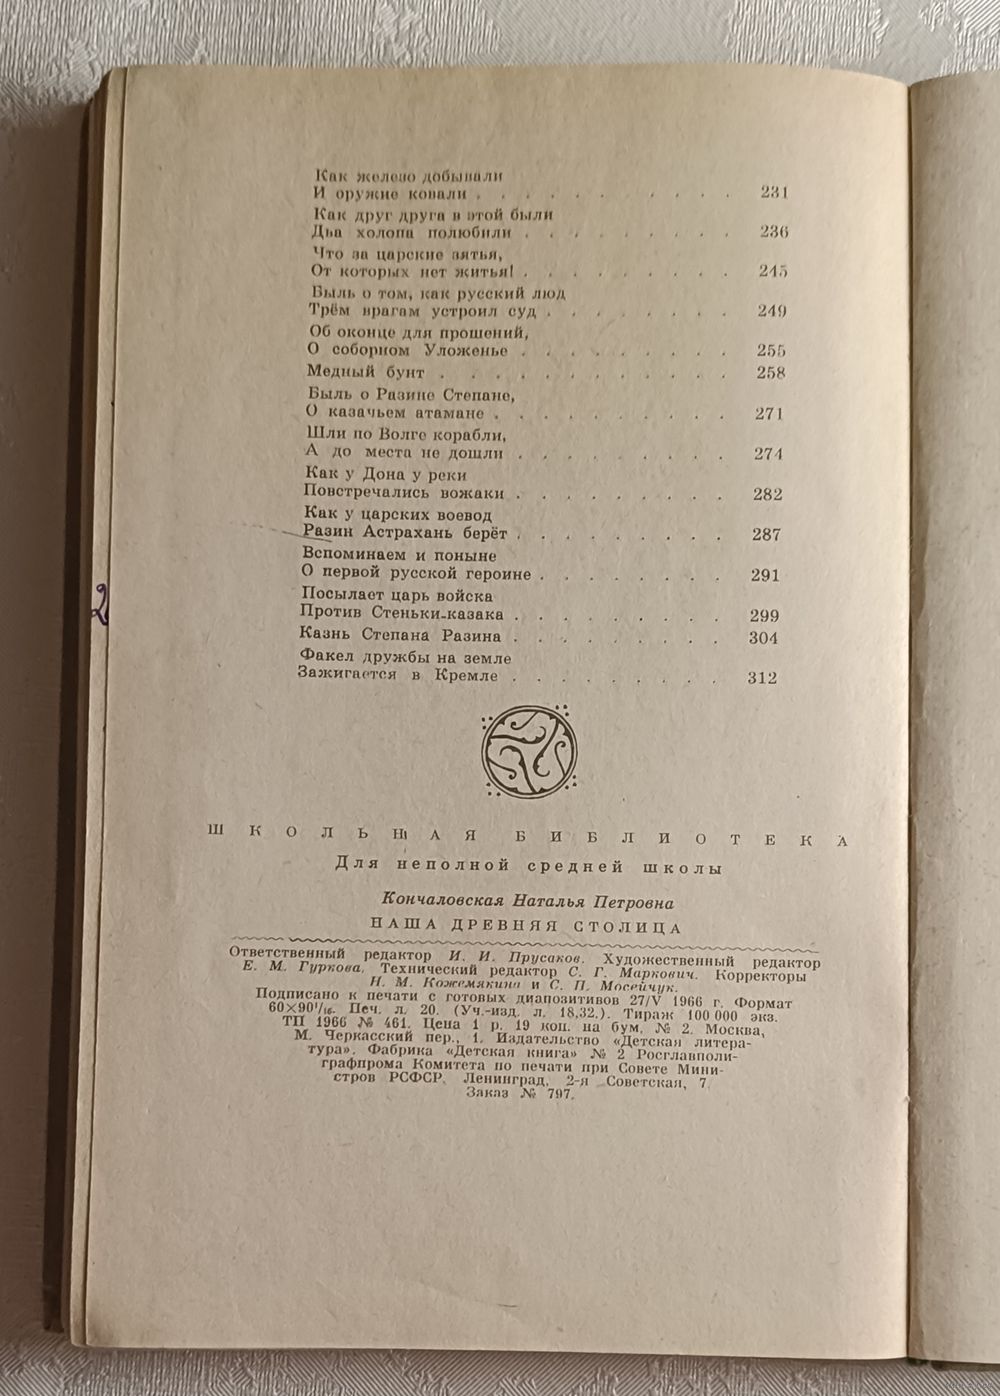 Как железо добывали
И оружие ковали . . . . . . . . . . 231
Как друг друга в этой были
Два холопа полюбили . . . . . . . . . 236
Что за царские зятья,
От которых нет житья! . . . . . . . . . 245
Быль о том, как русский люд
Трём врагам устроил суд . . . . . . . . 249
Об оконце для прошений,
О соборном Уложенье . . . . . . . . . 255
Медный бунт . . . . . . . . . . . . 258
Быль о Разине Степане,
О казачьем атамане . . . . . . . . . . 271
Шли по Волге корабли,
А до места не дошли . . . . . . . . . 274
Как у Дона у реки
Повстречались вожаки . . . . . . . . . 282
Как у царских воевод
Разин Астрахань берёт . . . . . . . . . 287
Вспоминаем и поныне
О первой русской героине . . . . . . . . 291
Посылает царь войска
Против Стеньки-казака . . . . . . . . . 299
Казнь Степана Разина . . . . . . . . . 304
Факел дружбы на земле
Зажигается в Кремле . . . . . . . . . 312
2
ШКОЛЬНАЯ БИБЛИОТЕКА
Для неполной средней школы
Кончаловская Наталья Петровна
НАША ДРЕВНЯЯ СТОЛИЦА
Ответственный редактор И. И. Прусаков. Художественный редактор
Е. М. Гуркова. Технический редактор С. Г. Маркович. Корректоры
Н. М. Кожемякина и С. П. Мосейчук.
Подписано к печати с готовых диапозитивов 27/V 1966 г. Формат
60×90¹/₁₆. Печ. л. 20. (Уч.-изд. л. 18,32.). Тираж 100 000 экз.
ТП 1966 № 461. Цена 1 р. 19 коп. на бум. № 2. Москва,
М. Черкасский пер., 1. Издательство «Детская литера-
тура». Фабрика «Детская книга» № 2 Росглавполи-
графпрома Комитета по печати при Совете Мини-
стров РСФСР. Ленинград, 2-я Советская, 7.
Заказ № 797.